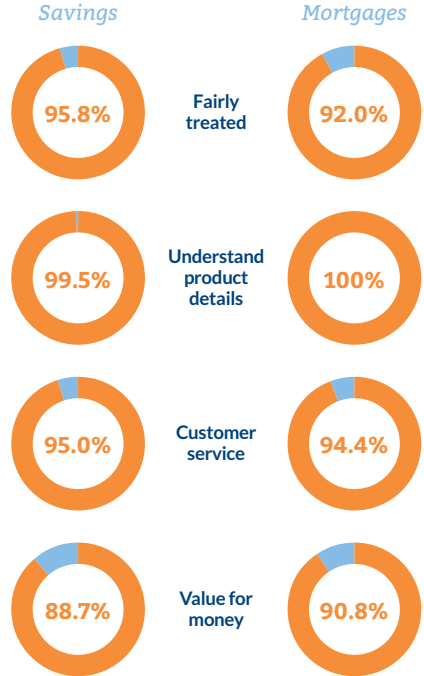 Savings
Mortgages
95.8%
Fairly
treated
92.0%
99.5%
Understand
product
details
100%
95.0%
Customer
service
94.4%
88.7%
Value for
money
90.8%